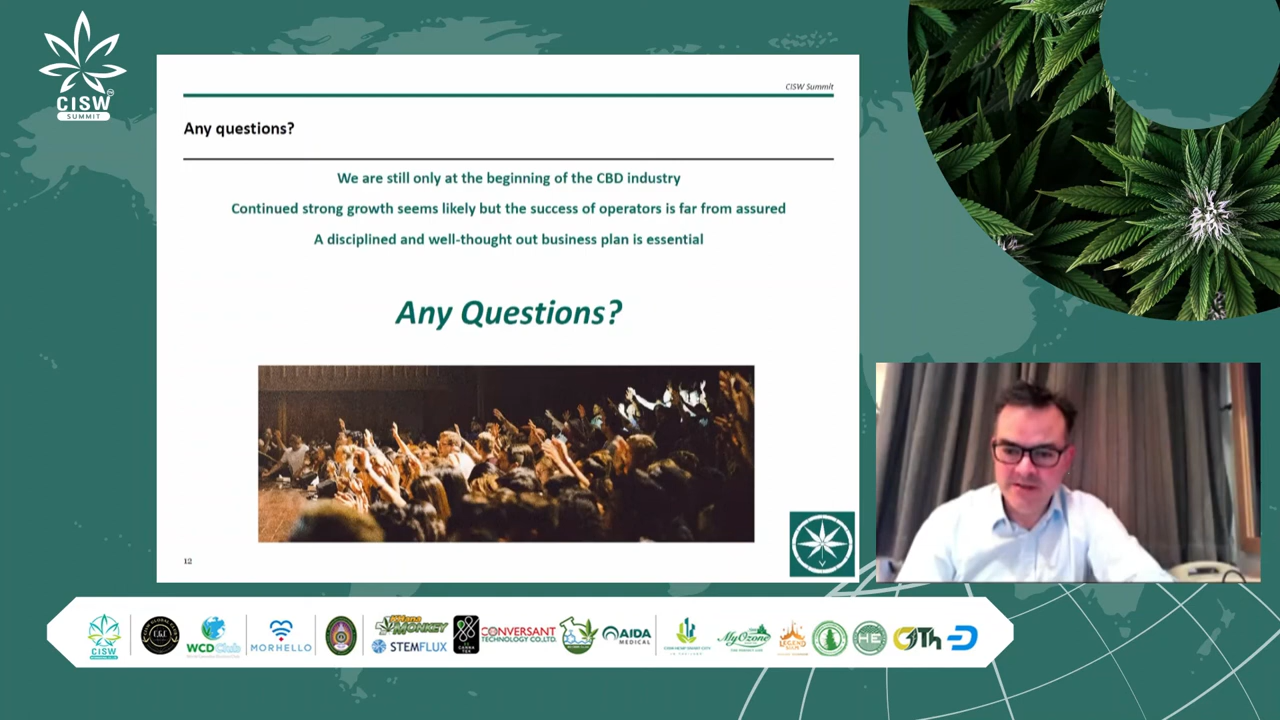 CISW
SUMMIT
CISW Summit
Any questions?
We are still only at the beginning of the CBD industry
Continued strong growth seems likely but the success of operators is far from assured
A disciplined and well-thought out business plan is essential
Any Questions?
12
CISW
WCD Club
MORHELLO
MONKEY
STEMFLUX
CONVERSANT
TECHNOLOGY CO.,LTD.
AIDA
MEDICAL
MyOzone
LEGEND
HE
Th